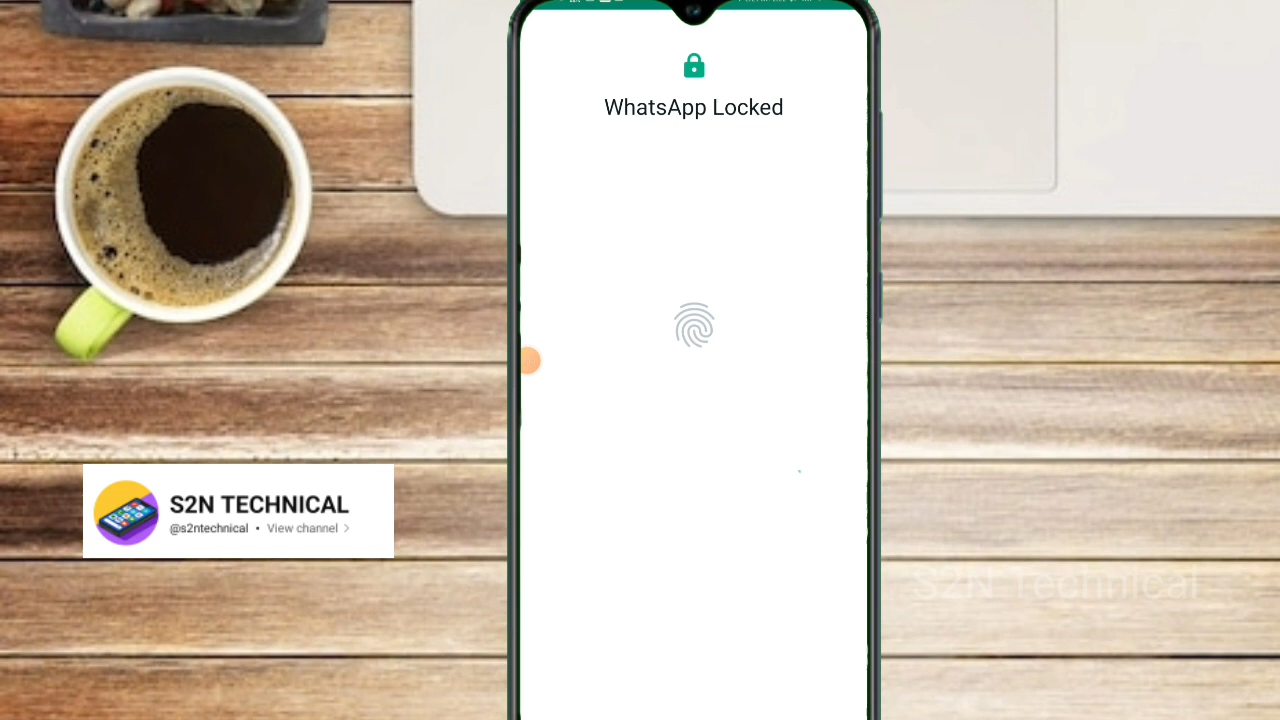 WhatsApp Locked
S2N TECHNICAL
@s2ntechnical • View channel >
S2N Technical